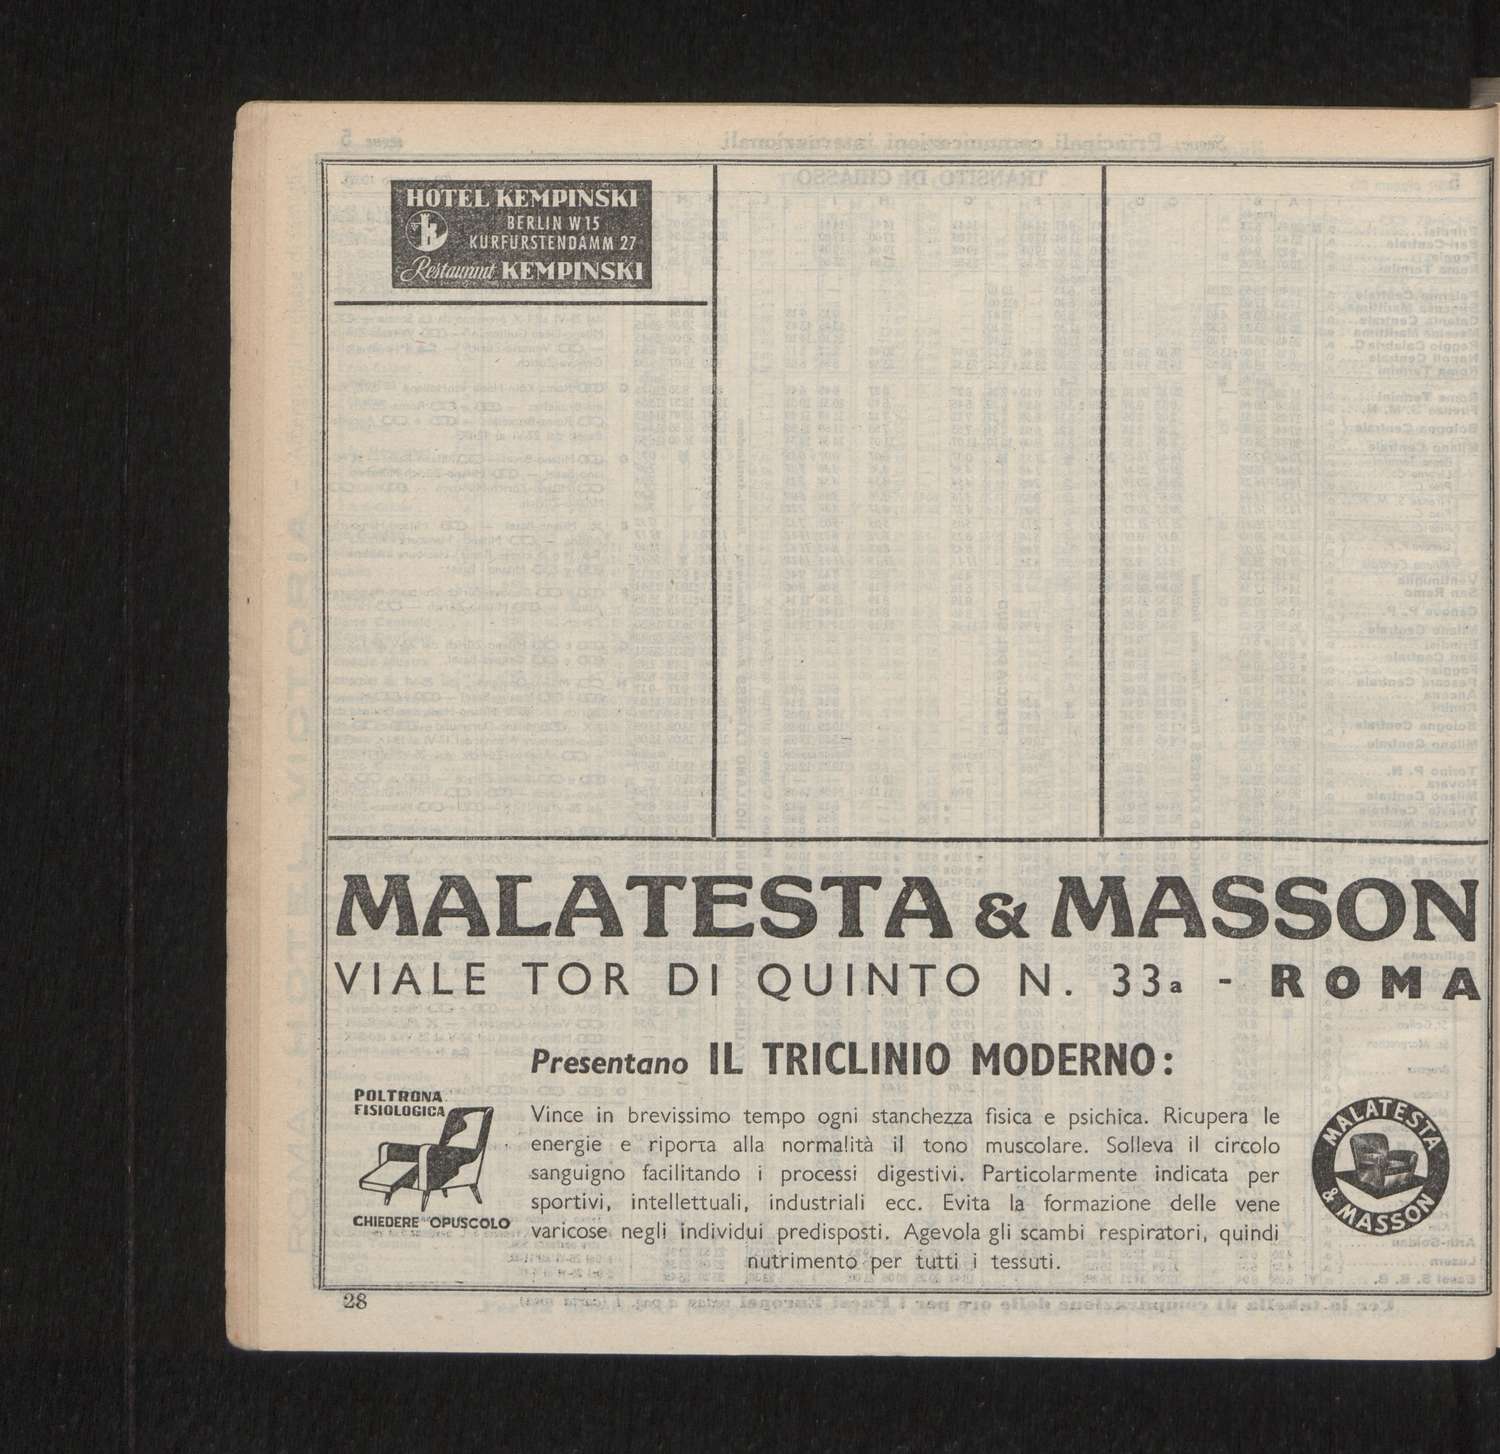 HOTEL KEMPINSKI
BERLIN W 15
KURFÜRSTENDAMM 27
Restaurant KEMPINSKI
MALATESTA & MASSON
VIALE TOR DI QUINTO N. 33a - ROMA
Presentano IL TRICLINIO MODERNO:
POLTRONA
FISIOLOGICA
CHIEDERE OPUSCOLO
Vince in brevissimo tempo ogni stanchezza fisica e psichica. Ricupera le
energie e riporta alla normalità il tono muscolare. Solleva il circolo
sanguigno facilitando i processi digestivi. Particolarmente indicata per
sportivi, intellettuali, industriali ecc. Evita la formazione delle vene
varicose negli individui predisposti. Agevola gli scambi respiratori, quindi
nutrimento per tutti i tessuti.
MALATESTA
& MASSON
28